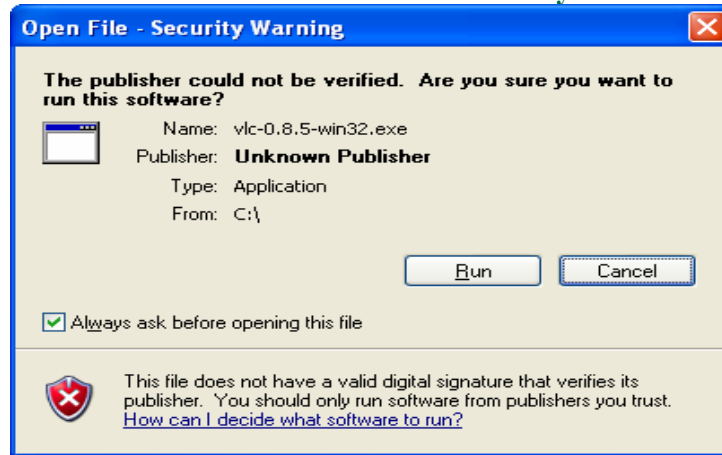 Open File - Security Warning
The publisher could not be verified.  Are you sure you want to
run this software?
Name: vlc-0.8.5-win32.exe
Publisher: Unknown Publisher
Type: Application
From: C:\
Run Cancel
Always ask before opening this file
This file does not have a valid digital signature that verifies its
publisher.  You should only run software from publishers you trust.
How can I decide what software to run?